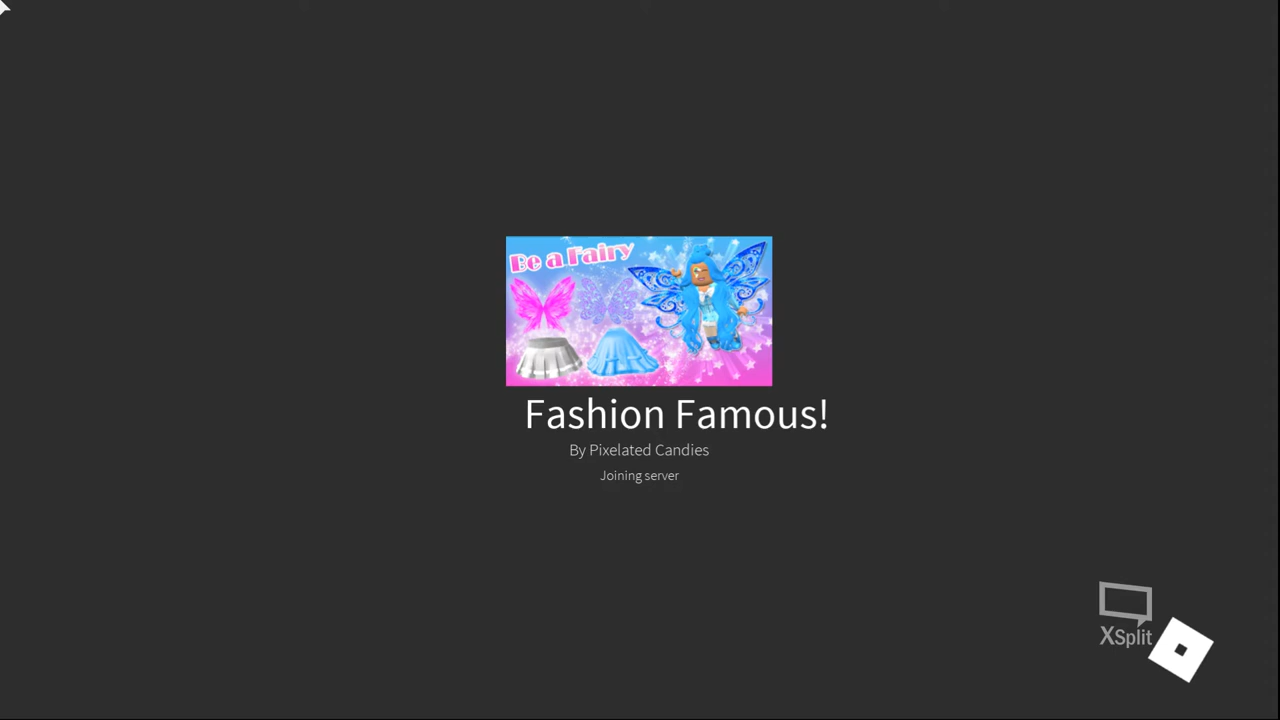 Be a Fairy
Fashion Famous!
By Pixelated Candies
Joining server
XSplit